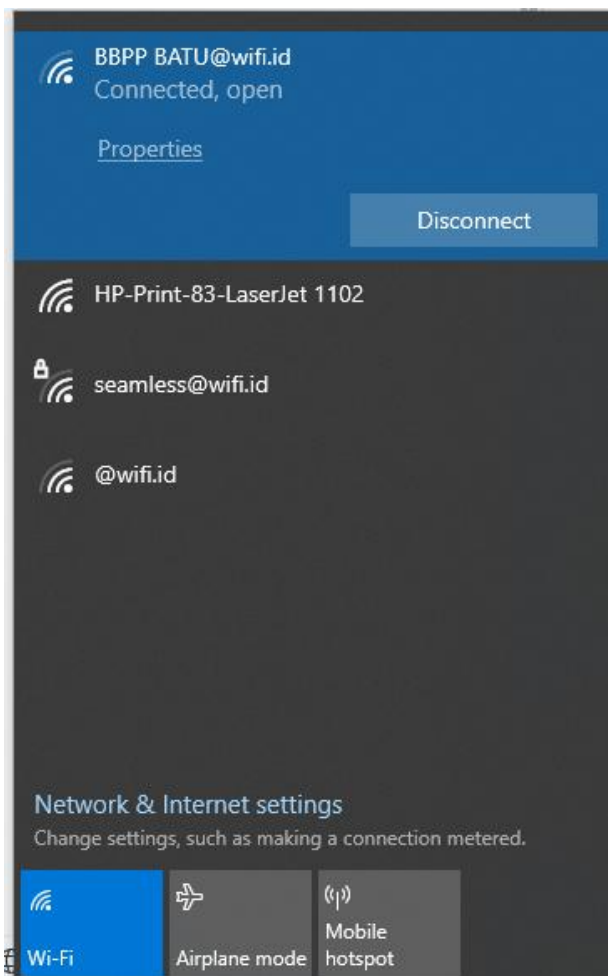 BBPP BATU@wifi.id
Connected, open
Properties
Disconnect
HP-Print-83-LaserJet 1102
seamless@wifi.id
@wifi.id
Network & Internet settings
Change settings, such as making a connection metered.
Wi-Fi
Airplane mode
Mobile
hotspot